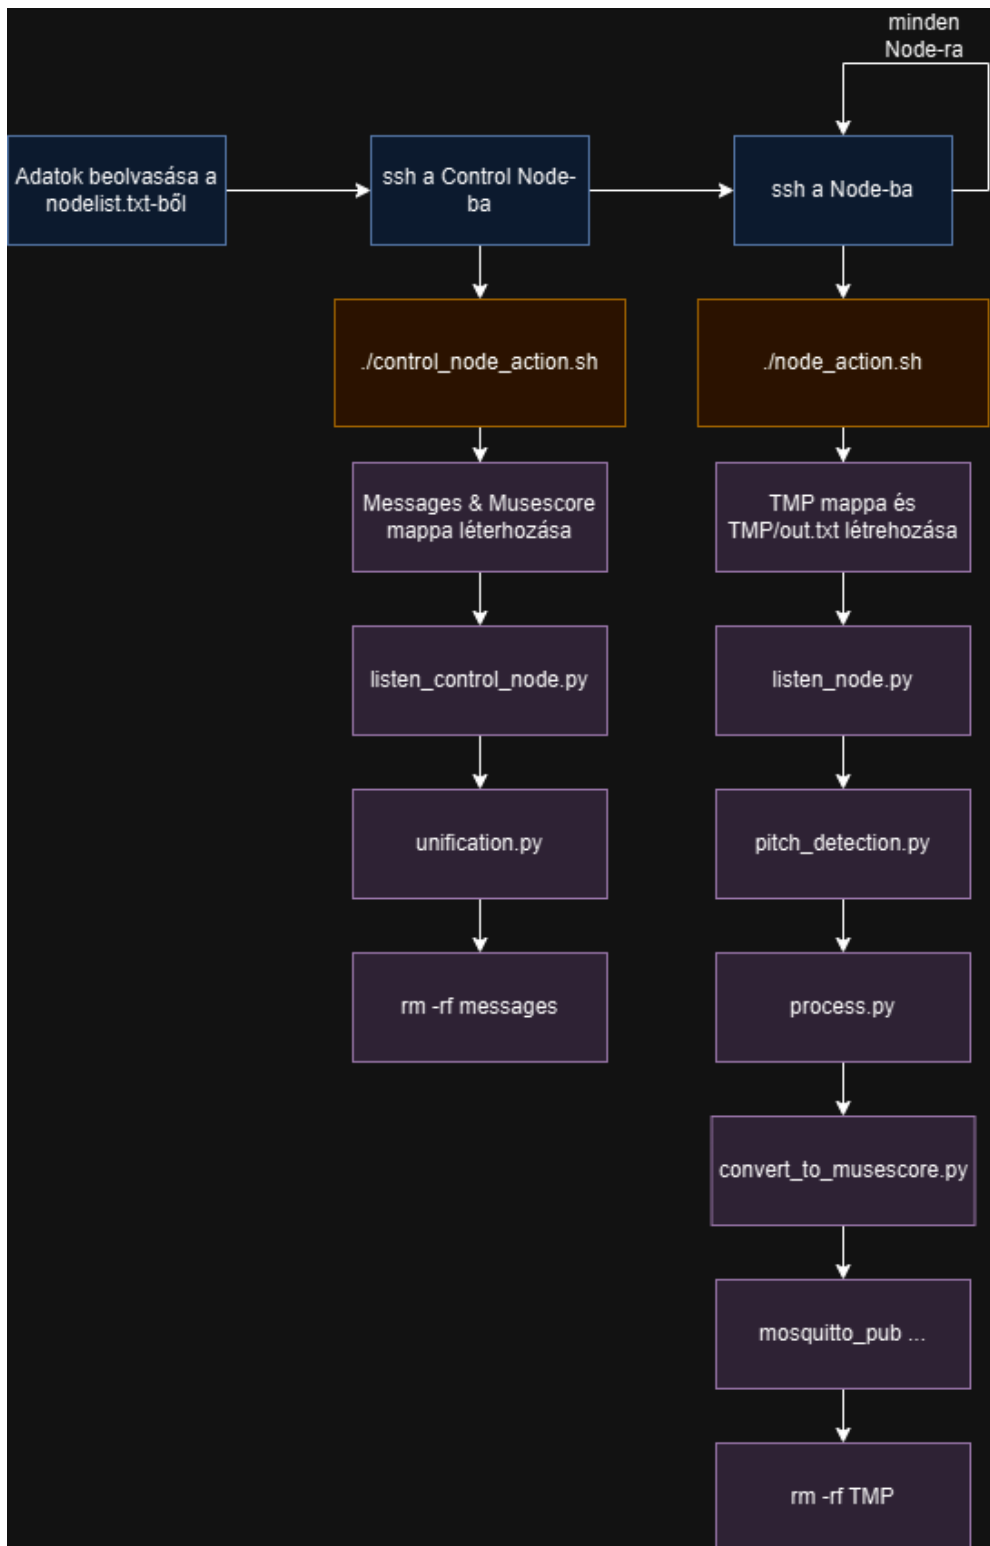 minden
Node-ra
Adatok beolvasása a
nodelist.txt-ből
ssh a Control Node-
ba
ssh a Node-ba
./control_node_action.sh
./node_action.sh
Messages & Musescore
mappa léterhozása
TMP mappa és
TMP/out.txt létrehozása
listen_control_node.py
listen_node.py
unification.py
pitch_detection.py
rm -rf messages
process.py
convert_to_musescore.py
mosquitto_pub ...
rm -rf TMP